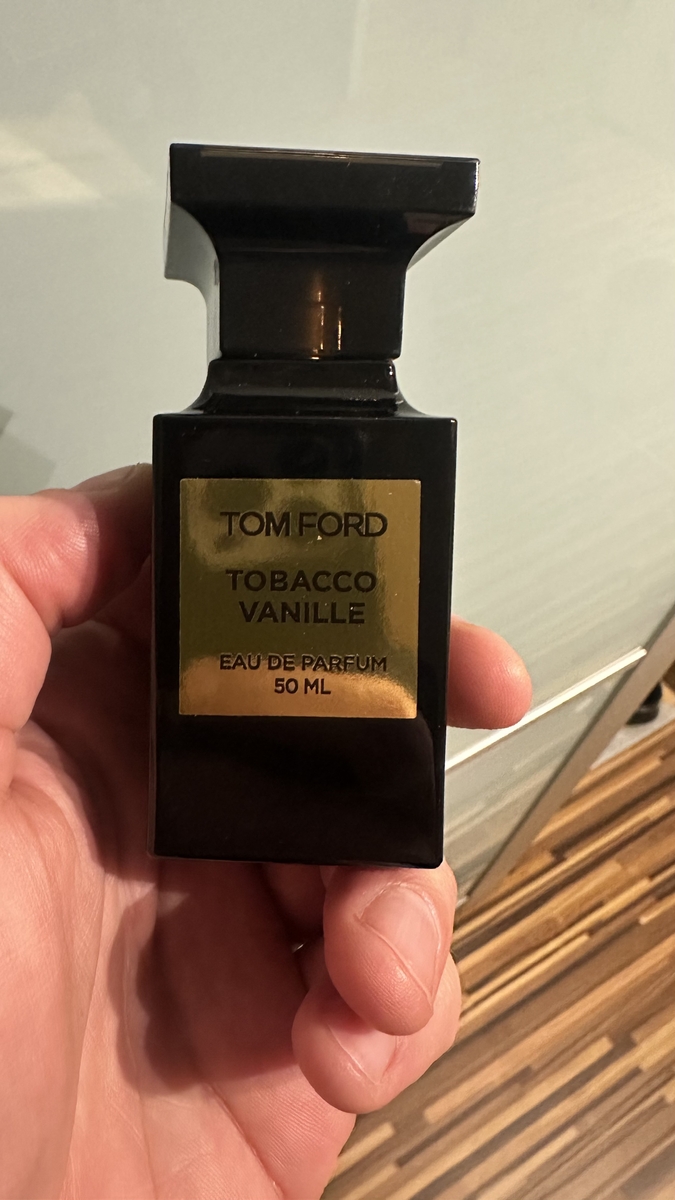 TOM FORD
TOBACCO
VANILLE
EAU DE PARFUM
50 ML